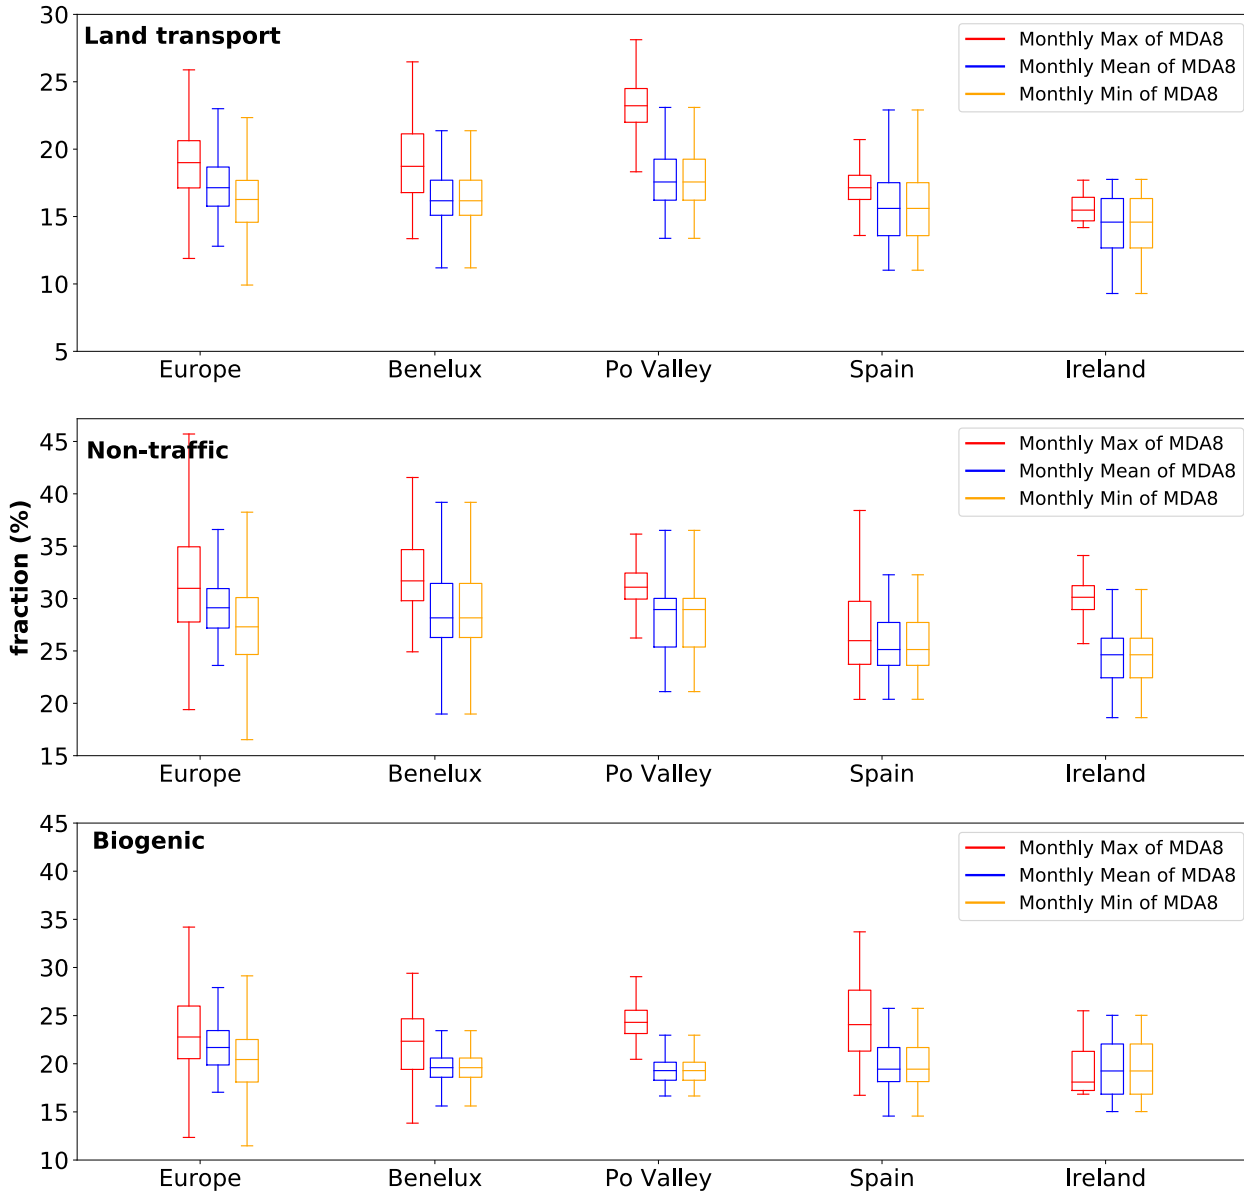 30
Land transport
Monthly Max of MDA8
Monthly Mean of MDA8
Monthly Min of MDA8
25
20
15
10
5
Europe Benelux Po Valley Spain Ireland
45
Non-traffic
Monthly Max of MDA8
Monthly Mean of MDA8
Monthly Min of MDA8
40
35
30
25
20
15
fraction (%)
Europe Benelux Po Valley Spain Ireland
45
Biogenic
Monthly Max of MDA8
Monthly Mean of MDA8
Monthly Min of MDA8
40
35
30
25
20
15
10
Europe Benelux Po Valley Spain Ireland